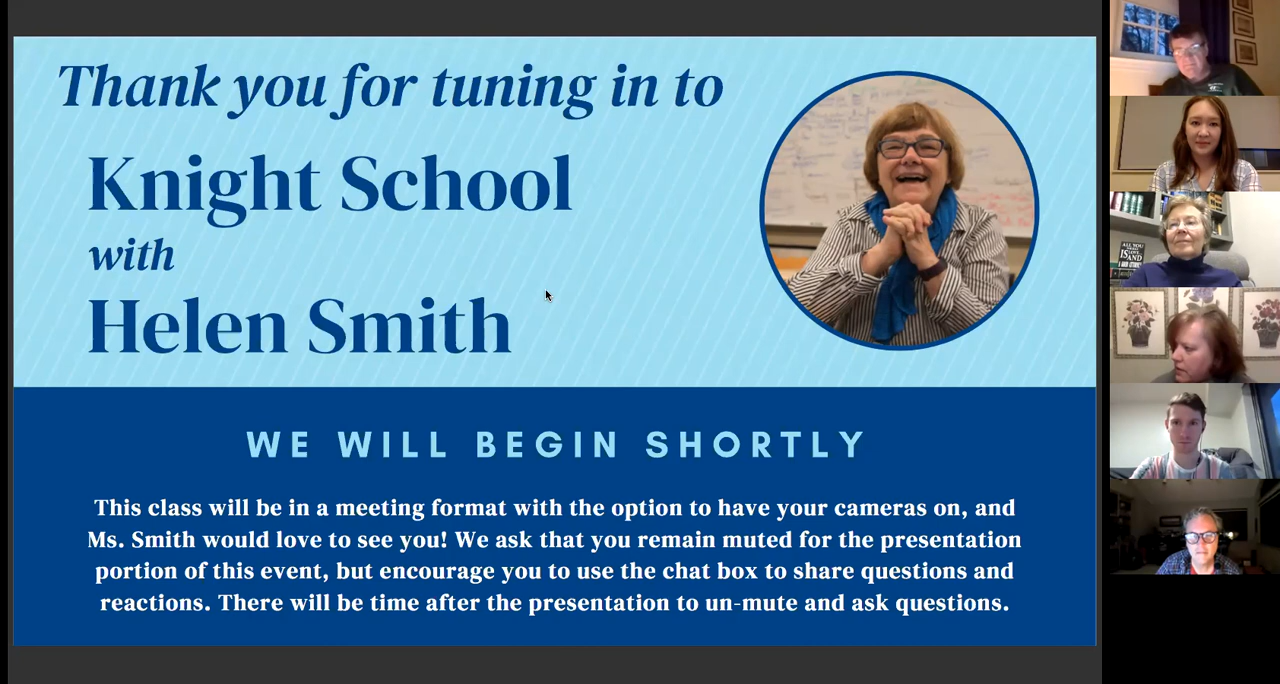 Thank you for tuning in to
Knight School
with
Helen Smith
WE WILL BEGIN SHORTLY
This class will be in a meeting format with the option to have your cameras on, and
Ms. Smith would love to see you! We ask that you remain muted for the presentation
portion of this event, but encourage you to use the chat box to share questions and
reactions. There will be time after the presentation to un-mute and ask questions.
ALL YOU
IS
AND